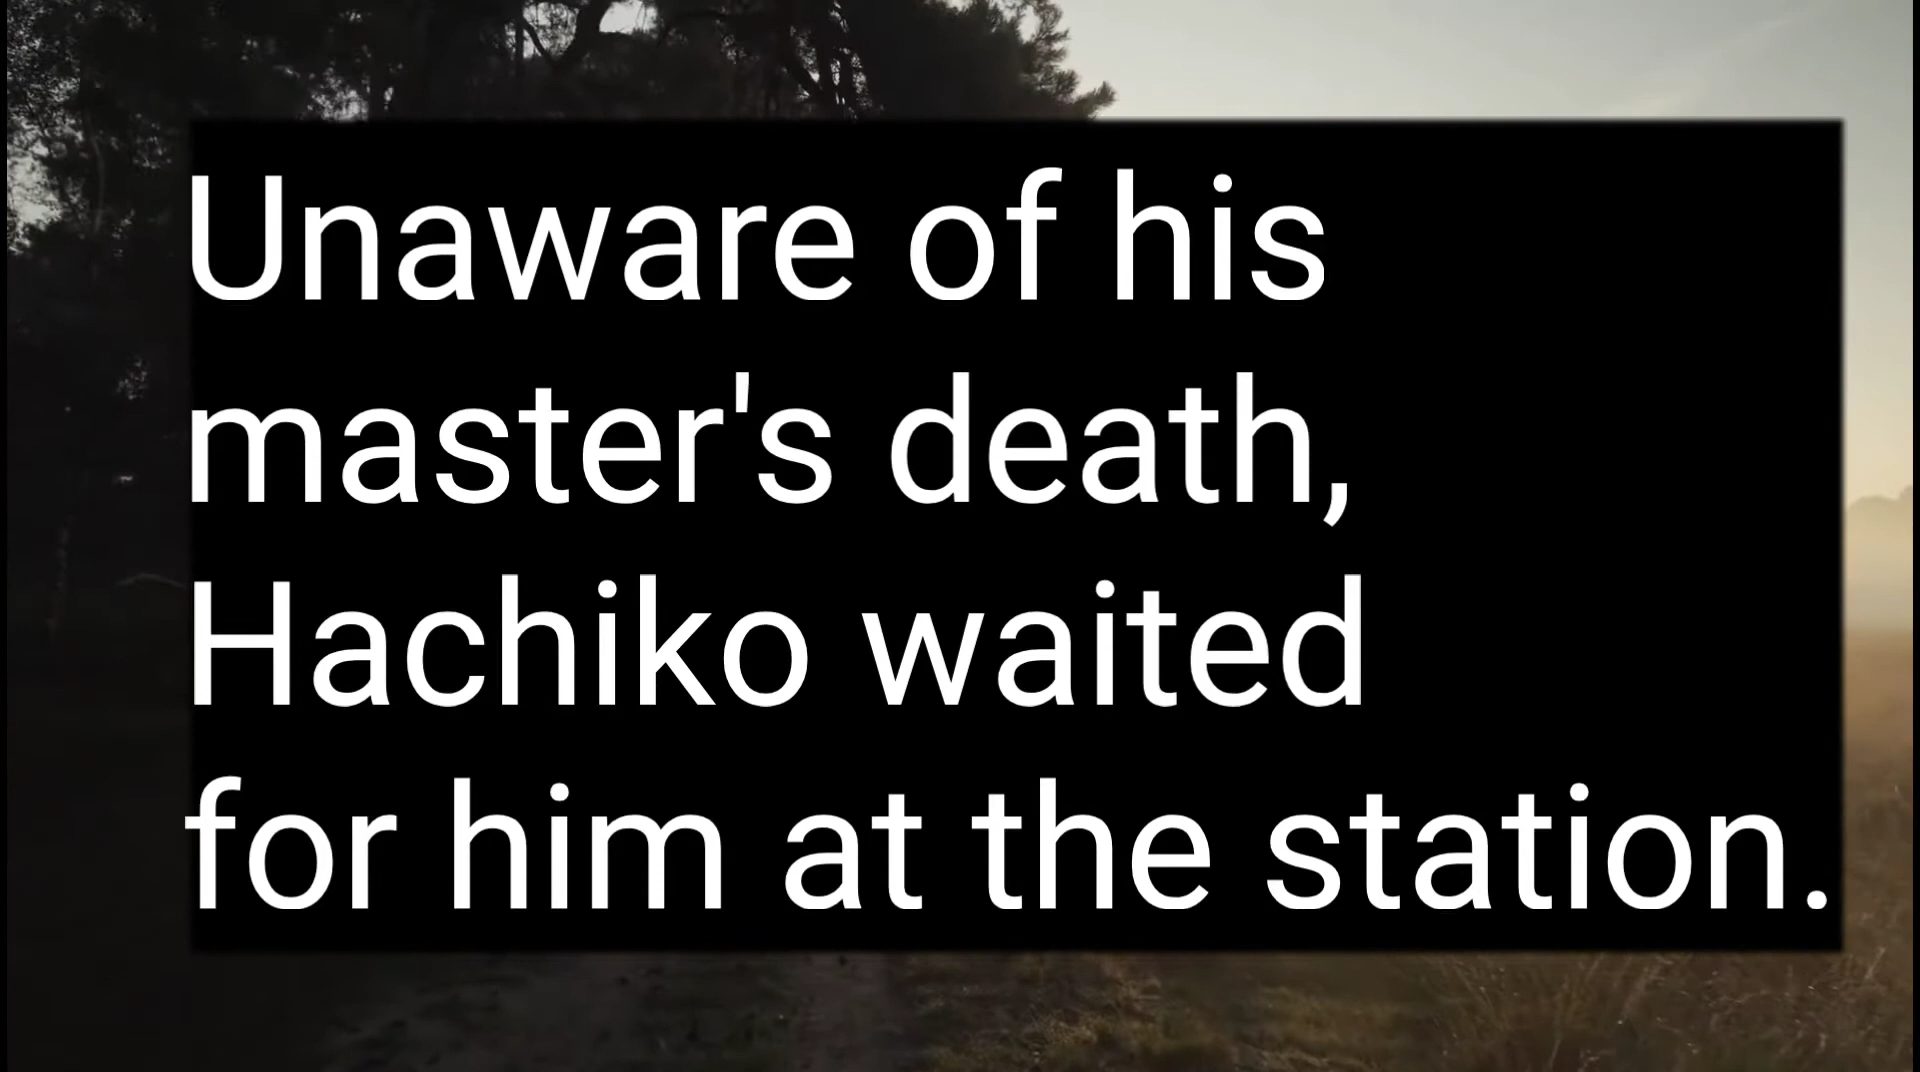 Unaware of his
master's death,
Hachiko waited
for him at the station.